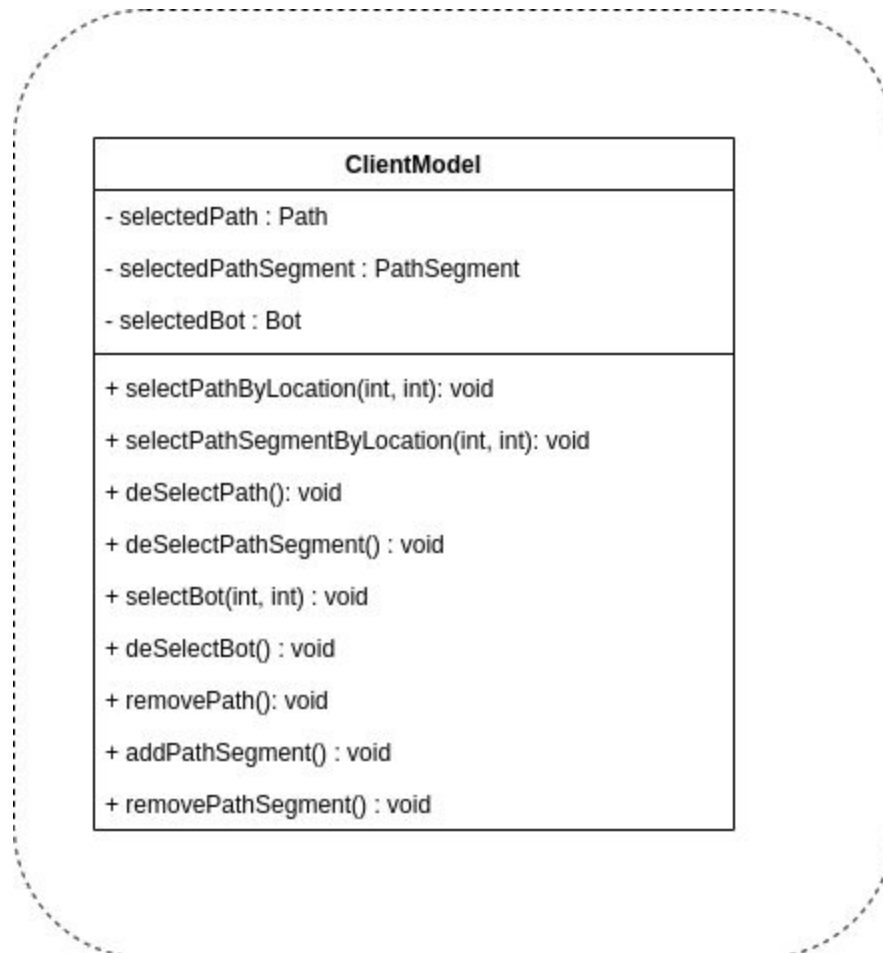 ClientModel
- selectedPath : Path
- selectedPathSegment : PathSegment
- selectedBot : Bot
+ selectPathByLocation(int, int): void
+ selectPathSegmentByLocation(int, int): void
+ deSelectPath(): void
+ deSelectPathSegment() : void
+ selectBot(int, int) : void
+ deSelectBot() : void
+ removePath(): void
+ addPathSegment() : void
+ removePathSegment() : void